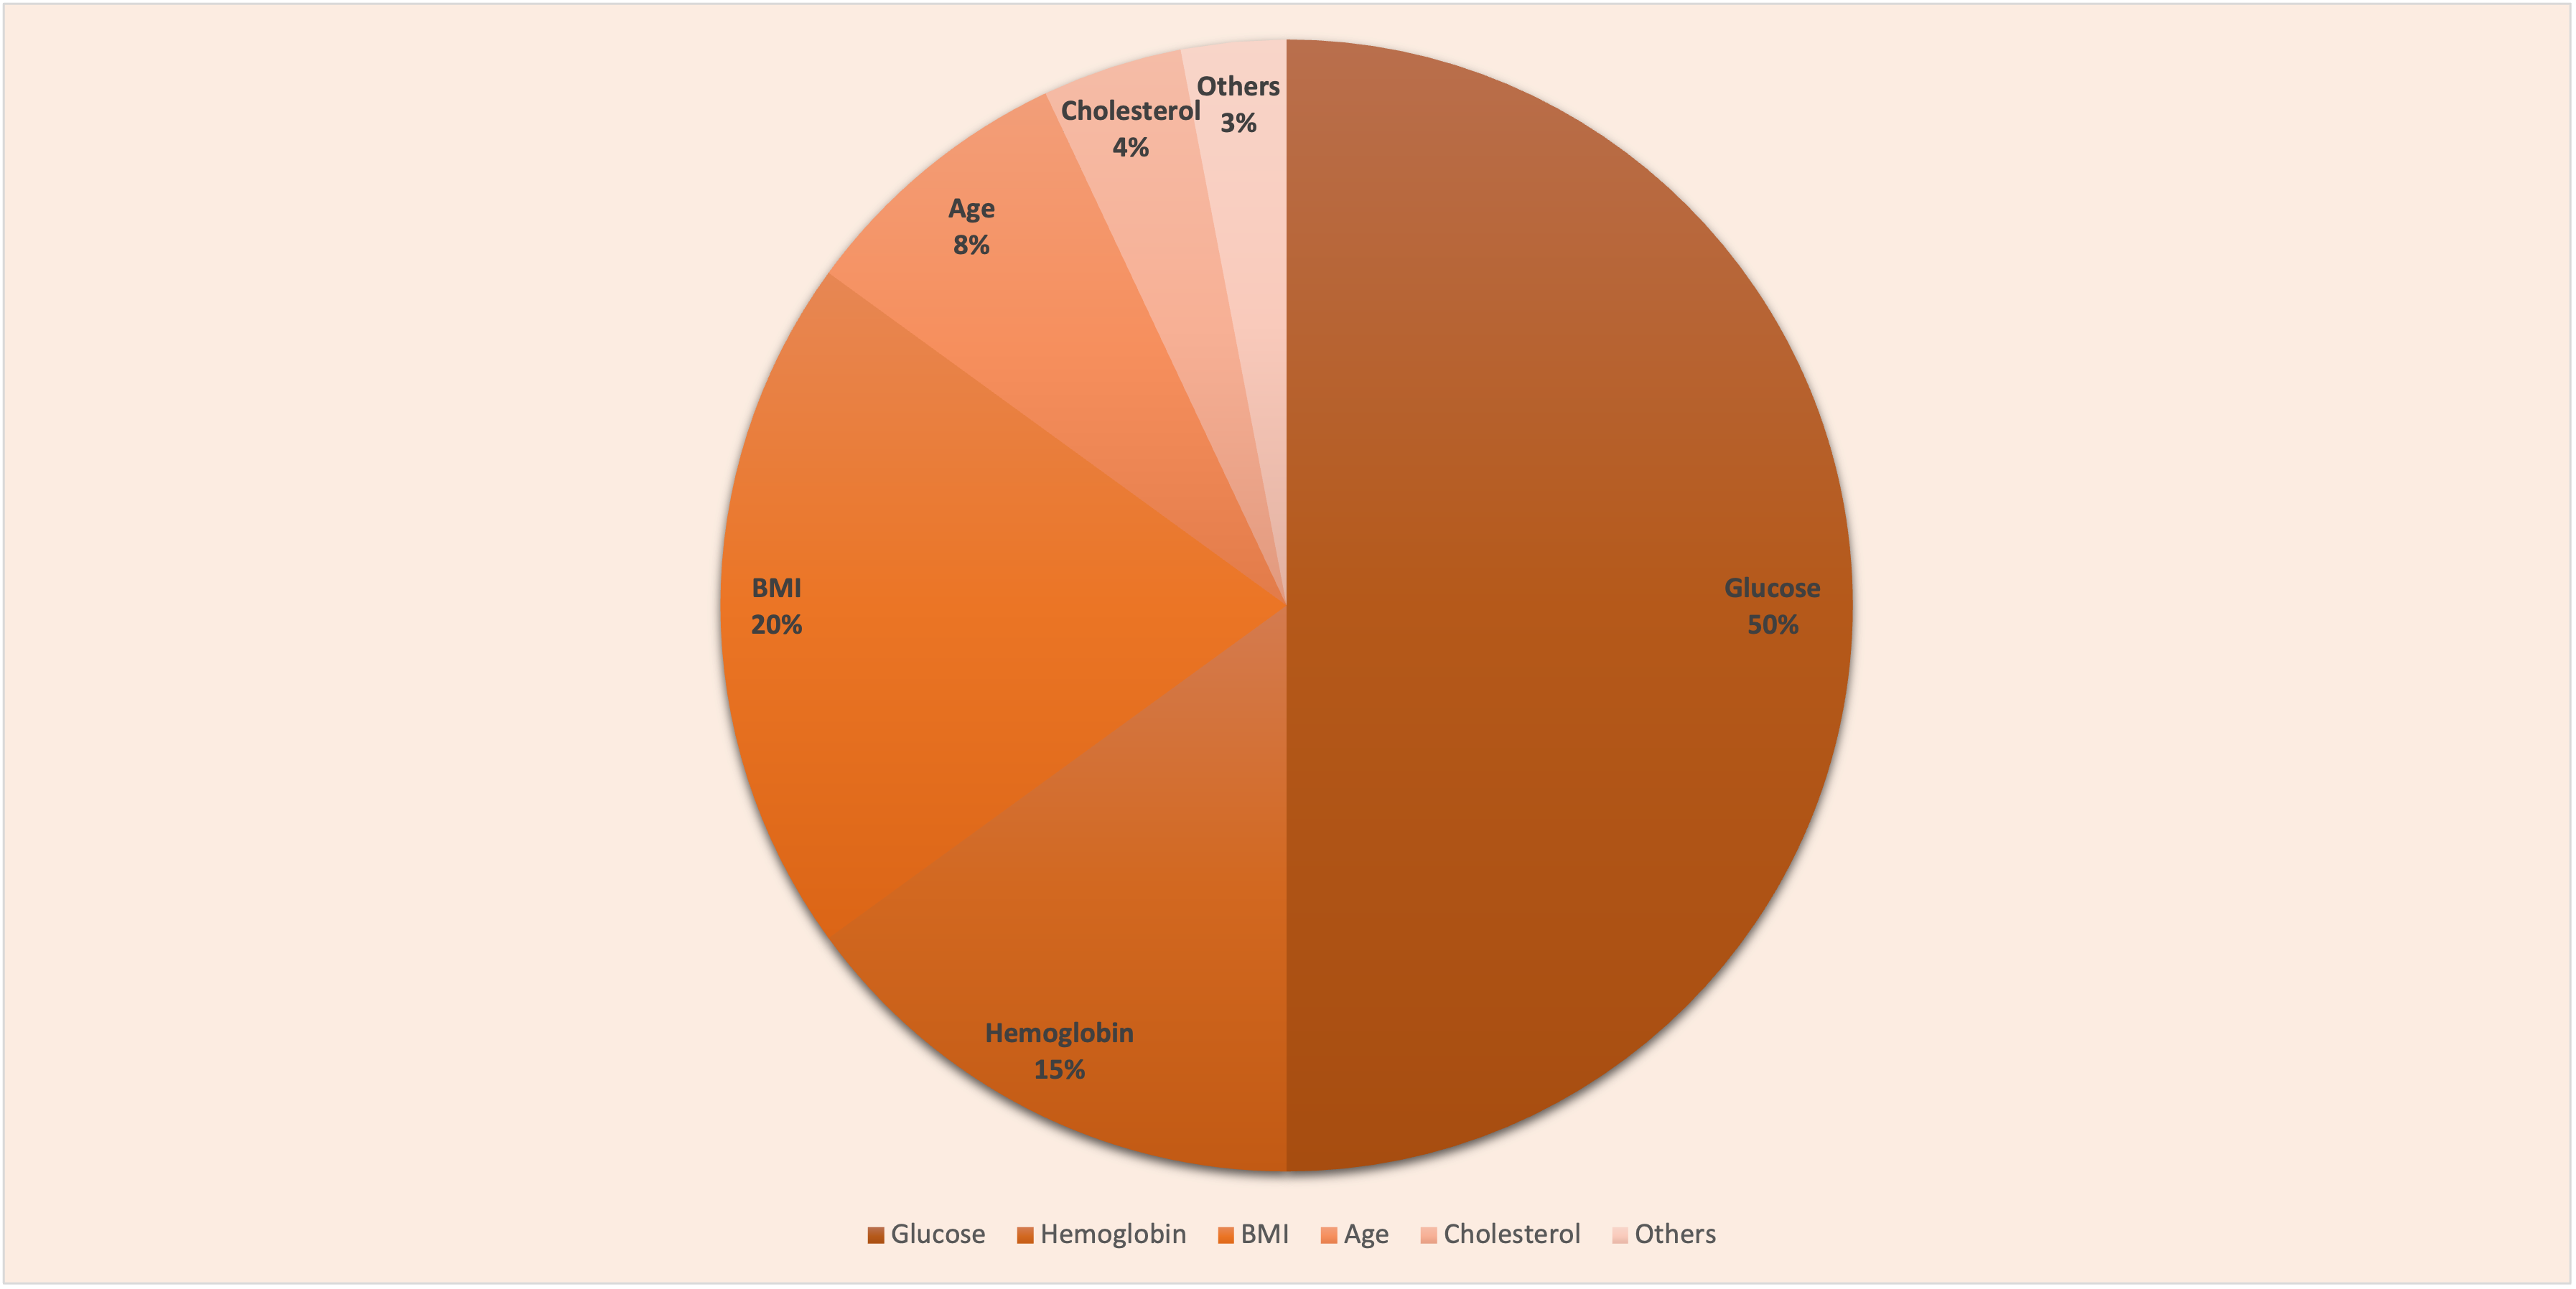 Others
3%
Cholesterol
4%
Age
8%
BMI
20%
Glucose
50%
Hemoglobin
15%
Glucose Hemoglobin BMI Age Cholesterol Others